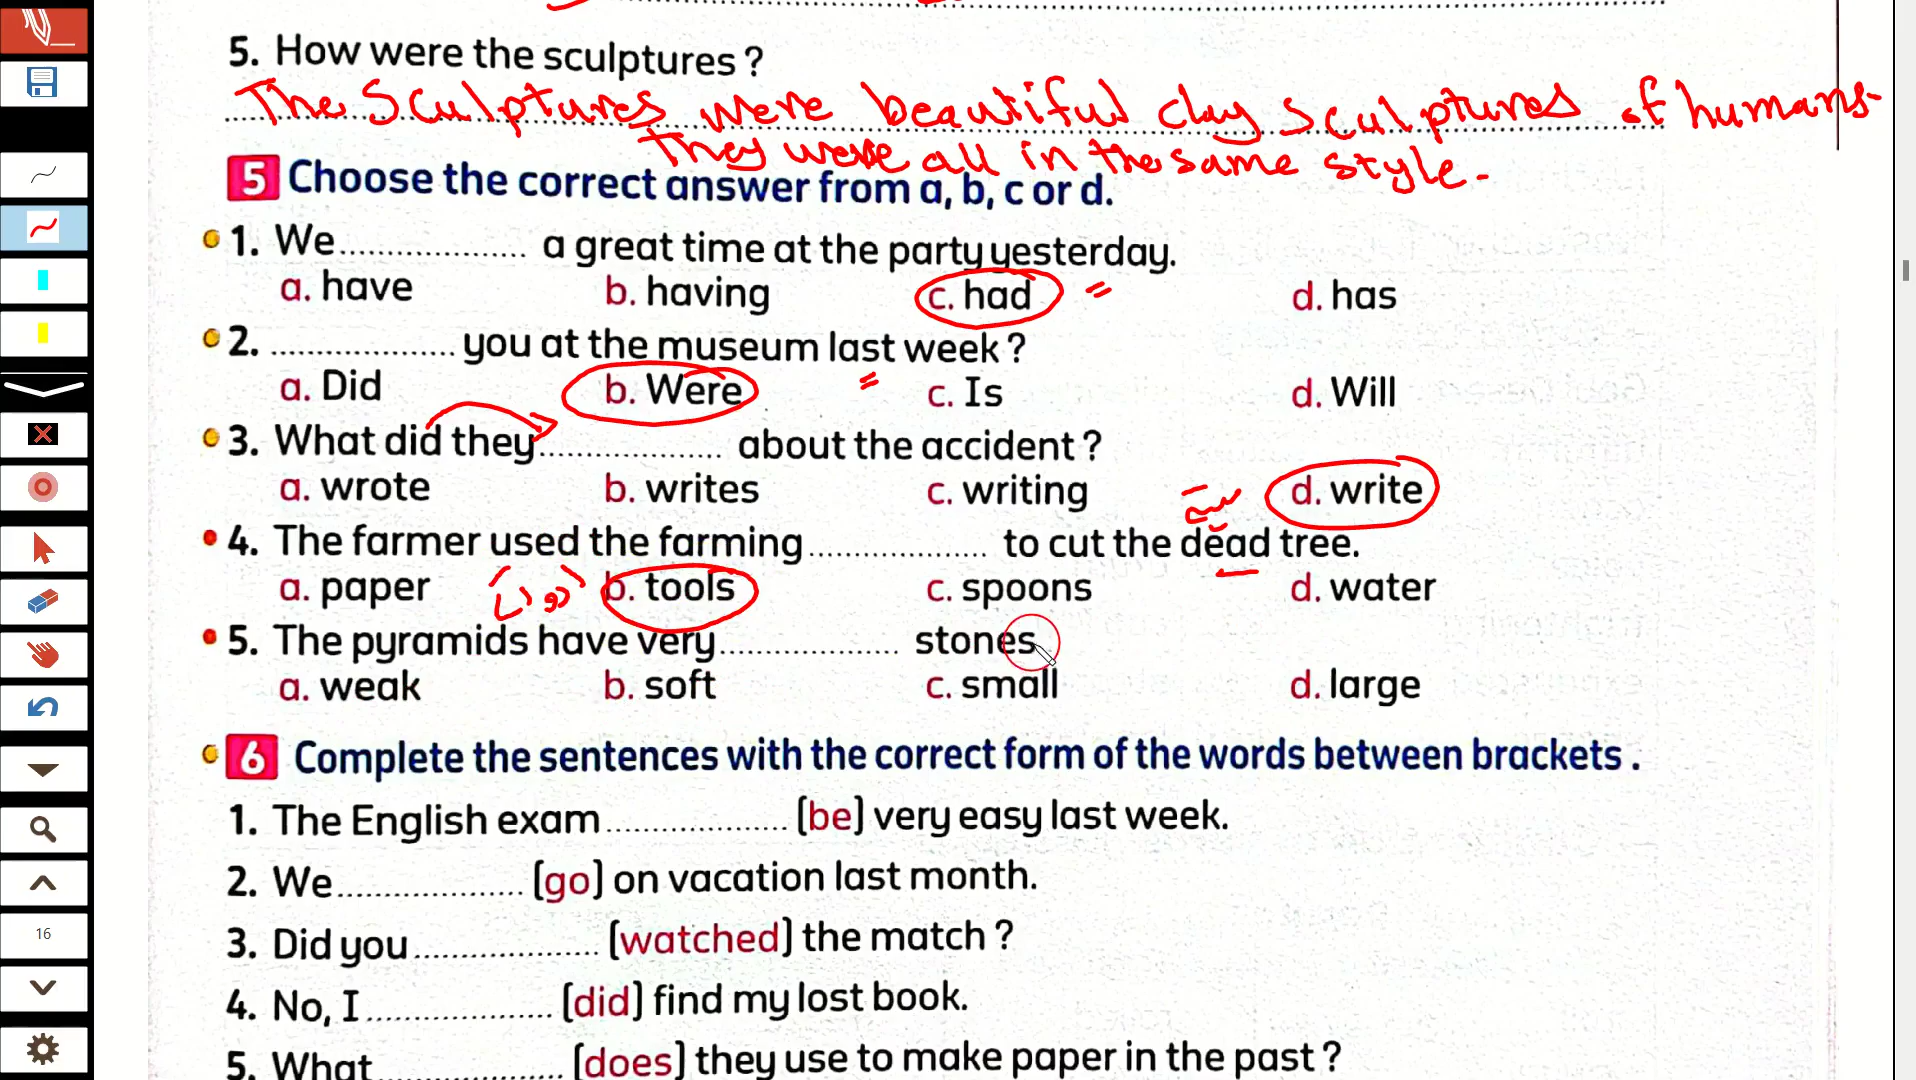 5. How were the sculptures ?
The Sculptures were beautiful clay sculptures of humans.
They were all in the same style.
5 Choose the correct answer from a, b, c or d.
1. We.................. a great time at the party yesterday.
a. have b. having c. had d. has
2. .................. you at the museum last week ?
a. Did b. Were c. Is d. Will
3. What did they.................. about the accident ?
a. wrote b. writes c. writing d. write
4. The farmer used the farming.................. to cut the dead tree.
a. paper b. tools c. spoons d. water
5. The pyramids have very.................. stones
a. weak b. soft c. small d. large
6 Complete the sentences with the correct form of the words between brackets .
1. The English exam.................. (be) very easy last week.
2. We.................. (go) on vacation last month.
3. Did you.................. (watched) the match ?
4. No, I.................. (did) find my lost book.
5. What.................. (does) they use to make paper in the past ?
16